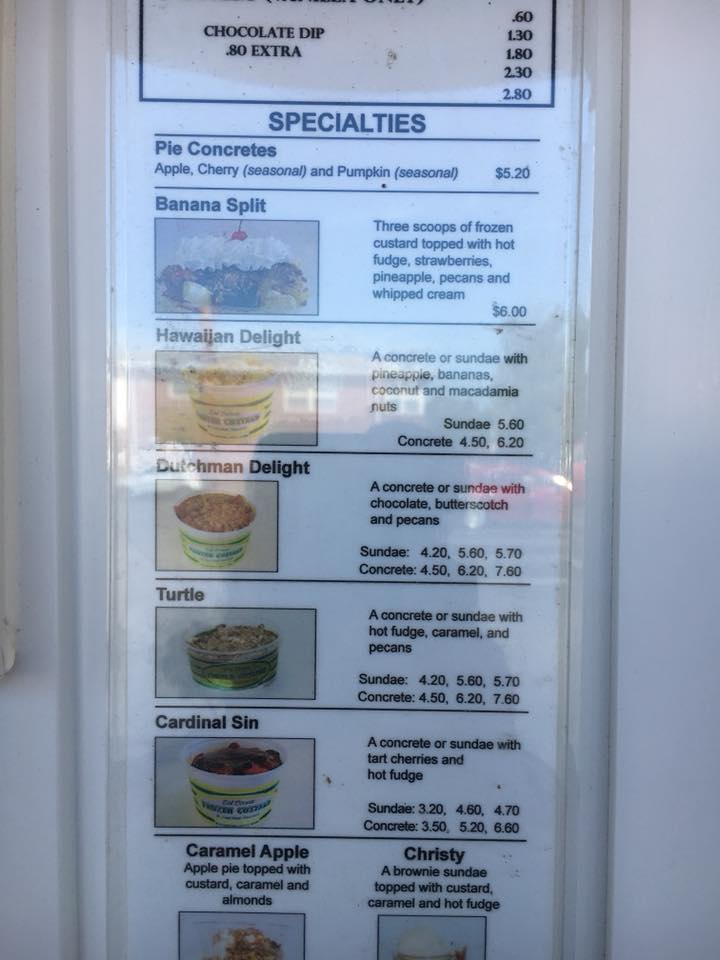 (VANILLA ONLY)
.60
CHOCOLATE DIP 1.30
.80 EXTRA 1.80
2.30
2.80
SPECIALTIES
Pie Concretes
Apple, Cherry (seasonal) and Pumpkin (seasonal) $5.20
Banana Split
Three scoops of frozen
custard topped with hot
fudge, strawberries,
pineapple, pecans and
whipped cream
$6.00
Hawaiian Delight
A concrete or sundae with
pineapple, bananas,
coconut and macadamia
nuts
Sundae 5.60
Concrete 4.50, 6.20
Dutchman Delight
A concrete or sundae with
chocolate, butterscotch
and pecans
Sundae: 4.20, 5.60, 5.70
Concrete: 4.50, 6.20, 7.60
Turtle
A concrete or sundae with
hot fudge, caramel, and
pecans
Sundae: 4.20, 5.60, 5.70
Concrete: 4.50, 6.20, 7.60
Cardinal Sin
A concrete or sundae with
tart cherries and
hot fudge
FROZEN CUSTARD
Sundae: 3.20, 4.60, 4.70
Concrete: 3.50, 5.20, 6.60
Caramel Apple
Apple pie topped with
custard, caramel and
almonds
Christy
A brownie sundae
topped with custard,
caramel and hot fudge